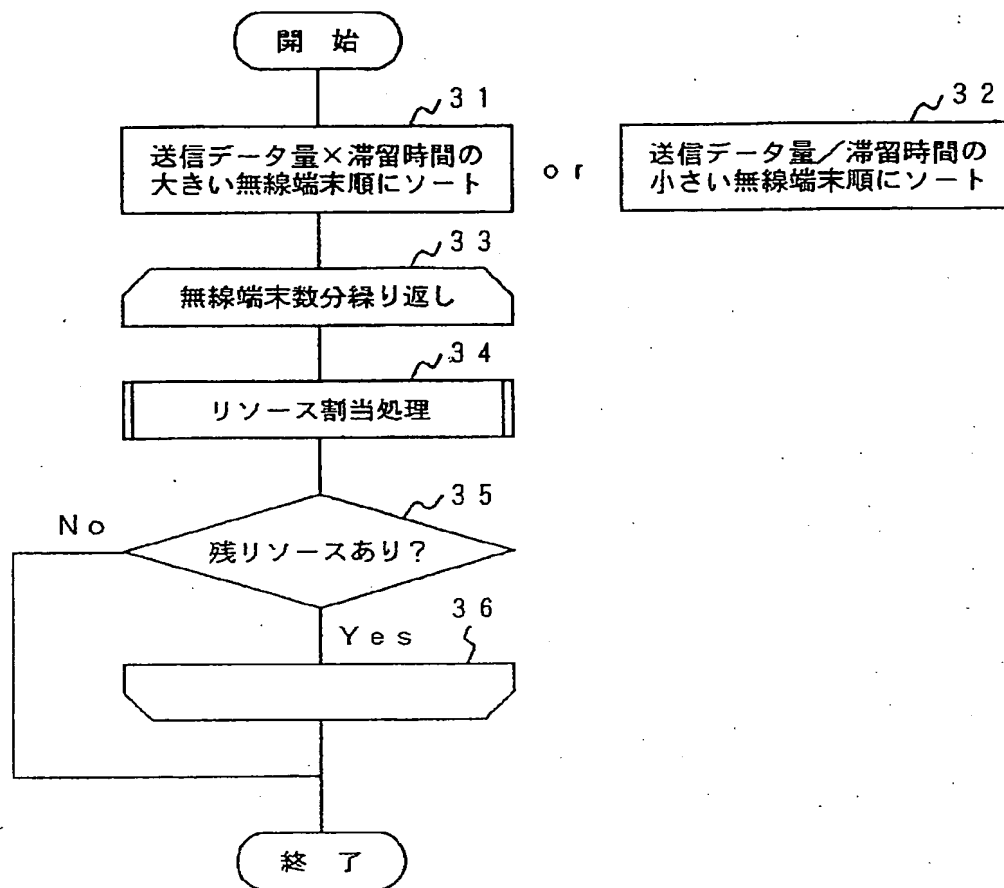 開 始
31
送信データ量×滞留時間の
大きい無線端末順にソート
or
32
送信データ量／滞留時間の
小さい無線端末順にソート
33
無線端末数分繰り返し
34
リソース割当処理
35
No
残リソースあり？
36
Yes
終 了